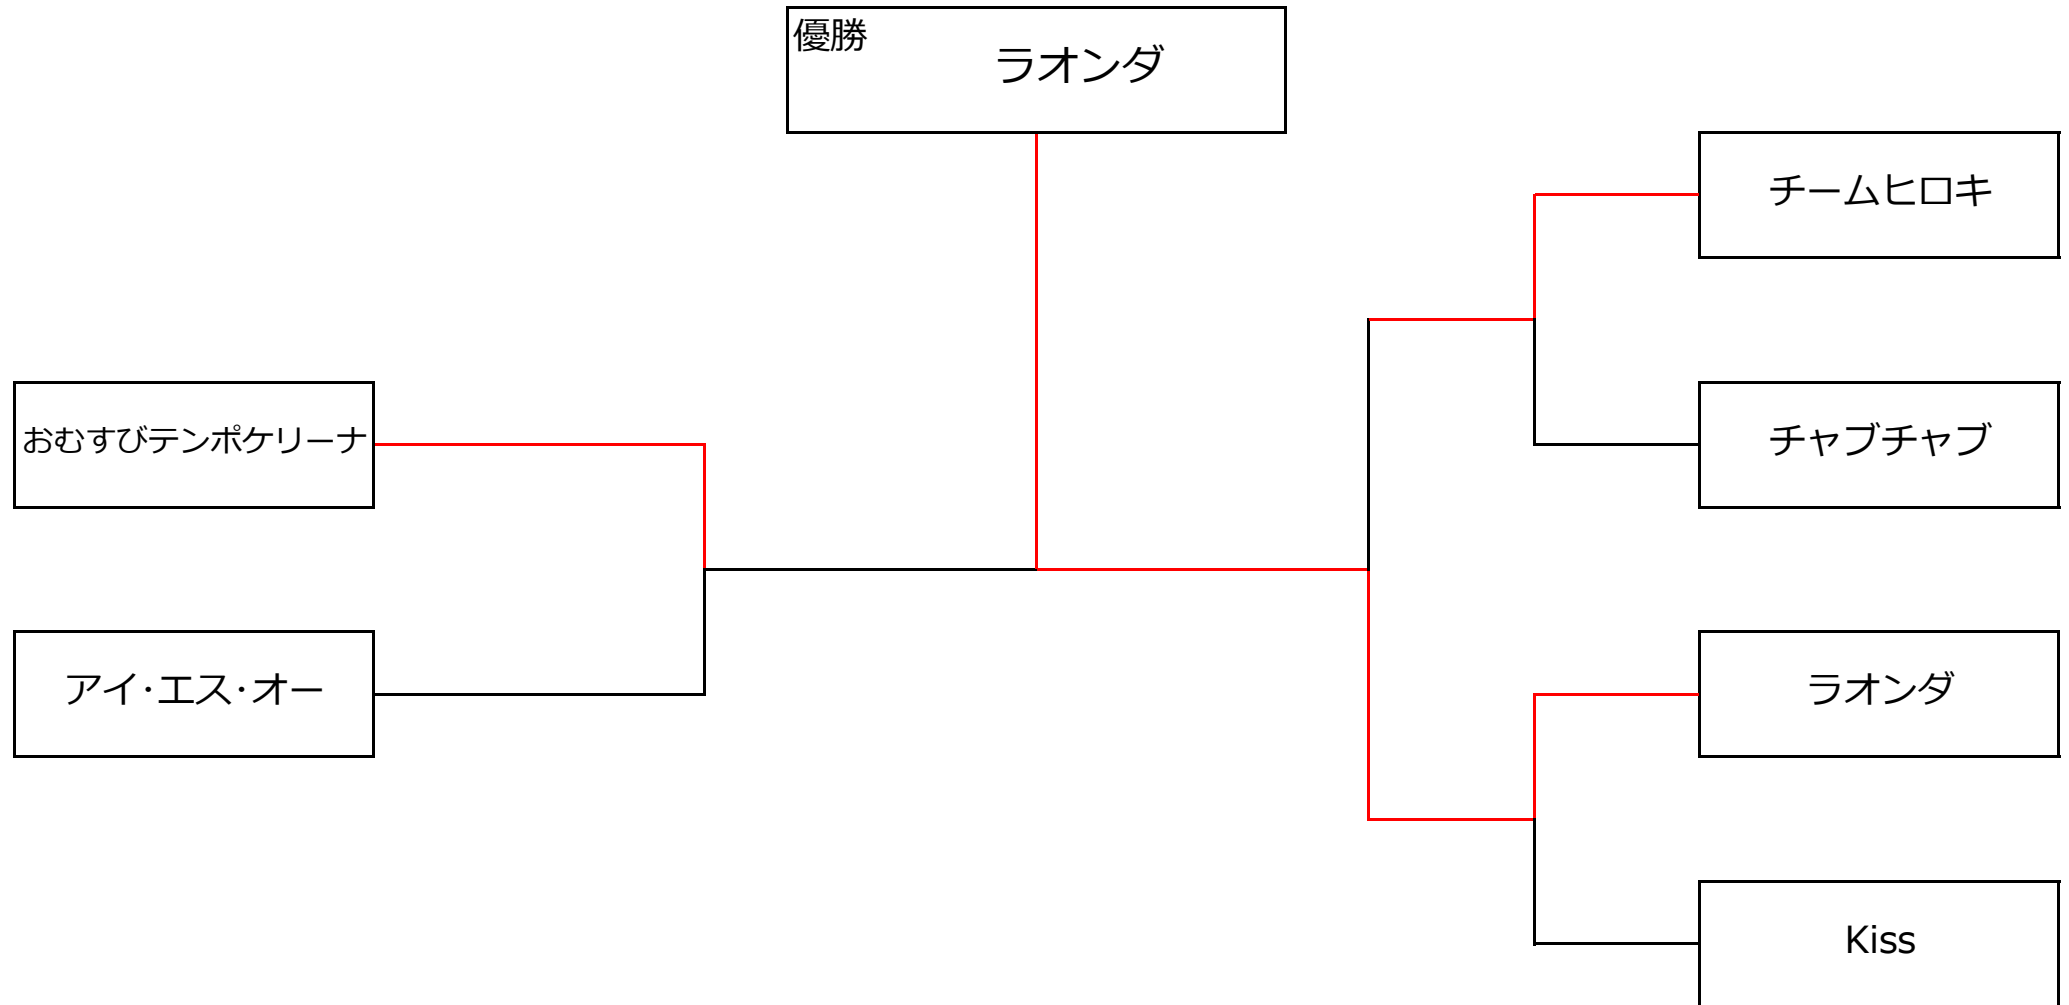 優勝
ラオンダ
チームヒロキ
おむすびテンポケリーナ
チャブチャブ
アイ・エス・オー
ラオンダ
Kiss